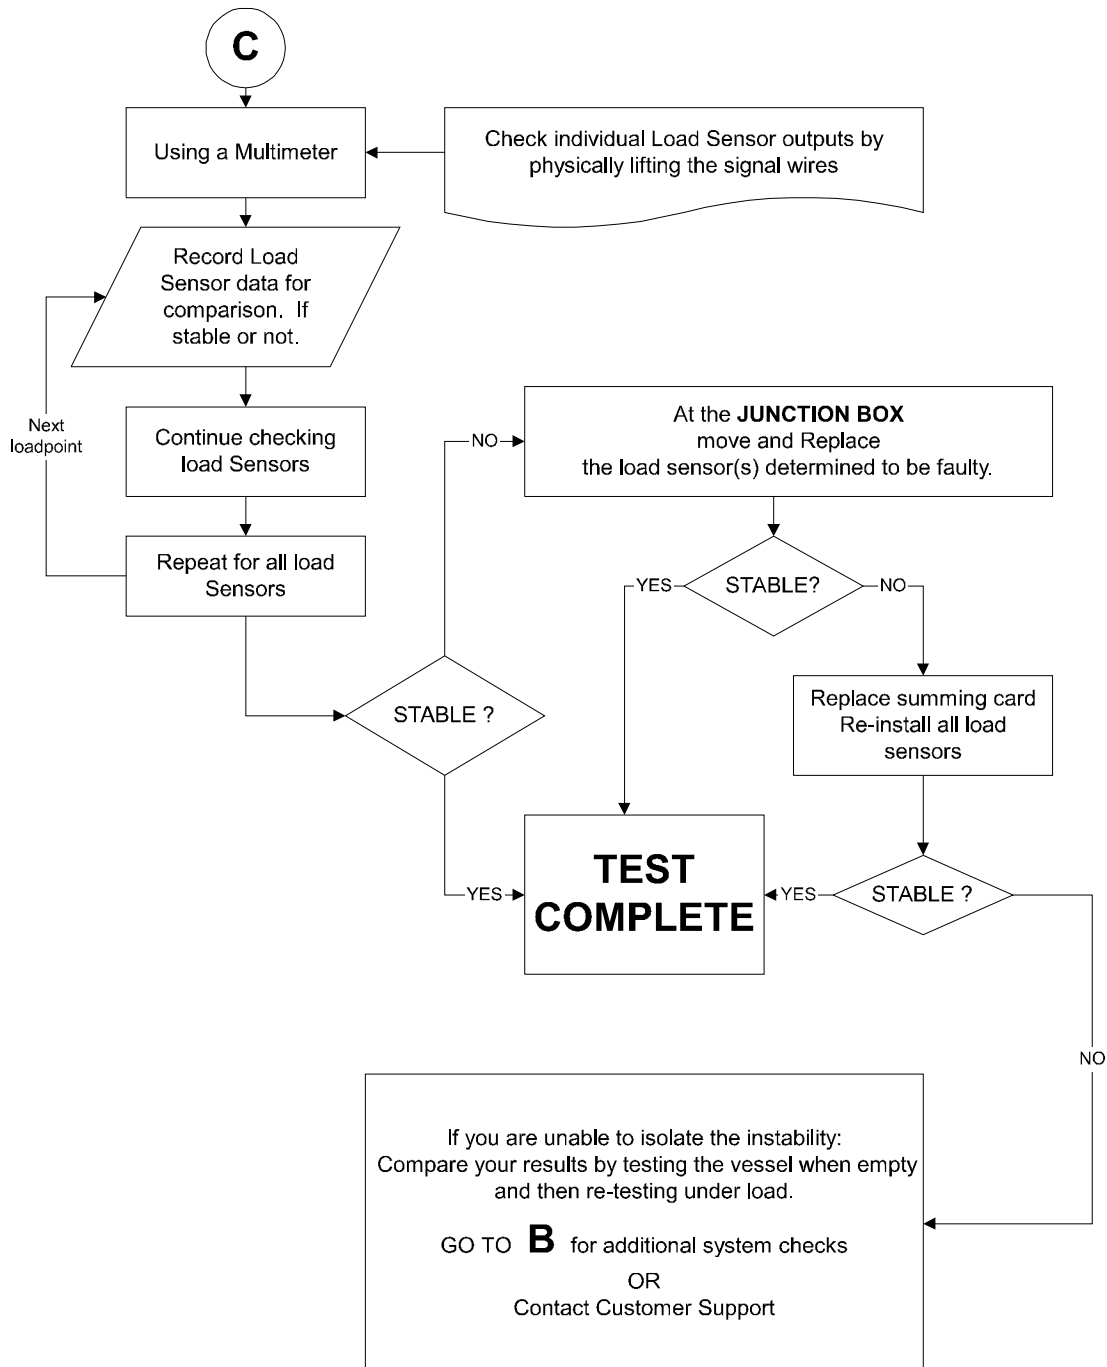 C
Using a Multimeter
Check individual Load Sensor outputs by
physically lifting the signal wires
Record Load
Sensor data for
comparison. If
stable or not.
Next
loadpoint
Continue checking
load Sensors
Repeat for all load
Sensors
STABLE ?
NO
At the JUNCTION BOX
move and Replace
the load sensor(s) determined to be faulty.
YES
STABLE?
NO
Replace summing card
Re-install all load
sensors
YES
TEST
COMPLETE
YES
STABLE ?
NO
If you are unable to isolate the instability:
Compare your results by testing the vessel when empty
and then re-testing under load.
GO TO B for additional system checks
OR
Contact Customer Support